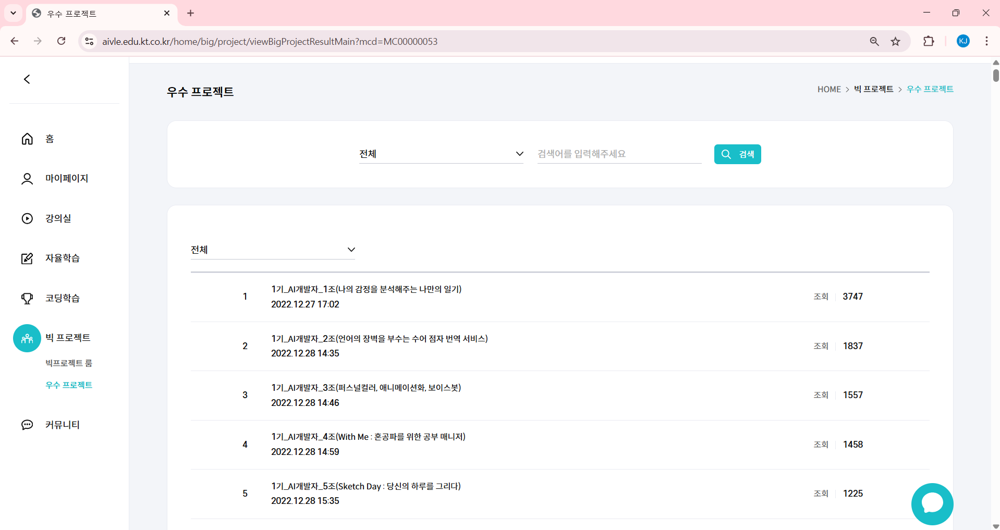 우수 프로젝트
aivle.edu.kt.co.kr/home/big/project/viewBigProjectResultMain?mcd=MC00000053
KJ
홈
마이페이지
강의실
자율학습
코딩학습
빅 프로젝트
빅프로젝트 룸
우수 프로젝트
커뮤니티
우수 프로젝트
HOME > 빅 프로젝트 > 우수 프로젝트
전체
검색어를 입력해주세요
검색
전체
1
1기_AI개발자_1조(나의 감정을 분석해주는 나만의 일기)
2022.12.27 17:02
조회 3747
2
1기_AI개발자_2조(언어의 장벽을 부수는 수어 점자 번역 서비스)
2022.12.28 14:35
조회 1837
3
1기_AI개발자_3조(퍼스널컬러, 애니메이션화, 보이스봇)
2022.12.28 14:46
조회 1557
4
1기_AI개발자_4조(With Me : 혼공파를 위한 공부 매니저)
2022.12.28 14:59
조회 1458
5
1기_AI개발자_5조(Sketch Day : 당신의 하루를 그리다)
2022.12.28 15:35
조회 1225